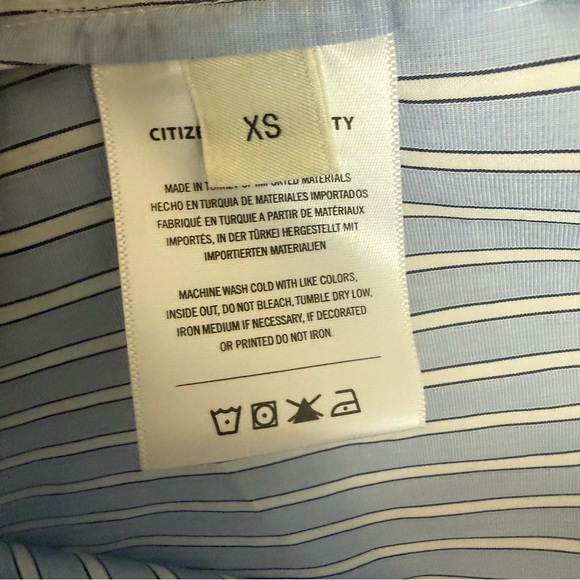 XS
CITIZE TY
MADE IN IMPORTED MATERIALS
HECHO EN TURQUIA DE MATERIALES IMPORTADOS
FABRIQUÉ EN TURQUIE A PARTIR DE MATÉRIAUX
IMPORTÉS, IN DER TÜRKEI HERGESTELLT MIT
IMPORTIERTEN MATERIALIEN
MACHINE WASH COLD WITH LIKE COLORS,
INSIDE OUT, DO NOT BLEACH, TUMBLE DRY LOW,
IRON MEDIUM IF NECESSARY, IF DECORATED
OR PRINTED DO NOT IRON.